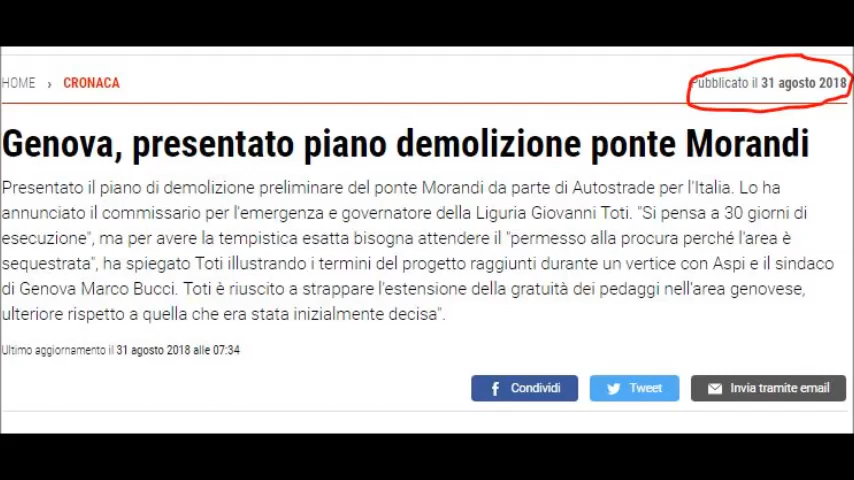 HOME › CRONACA
Pubblicato il 31 agosto 2018
Genova, presentato piano demolizione ponte Morandi
Presentato il piano di demolizione preliminare del ponte Morandi da parte di Autostrade per l'Italia. Lo ha
annunciato il commissario per l'emergenza e governatore della Liguria Giovanni Toti. "Si pensa a 30 giorni di
esecuzione", ma per avere la tempistica esatta bisogna attendere il "permesso alla procura perché l'area è
sequestrata", ha spiegato Toti illustrando i termini del progetto raggiunti durante un vertice con Aspi e il sindaco
di Genova Marco Bucci. Toti è riuscito a strappare l'estensione della gratuità dei pedaggi nell'area genovese,
ulteriore rispetto a quella che era stata inizialmente decisa".
Ultimo aggiornamento il 31 agosto 2018 alle 07:34
Condividi
Tweet
Invia tramite email